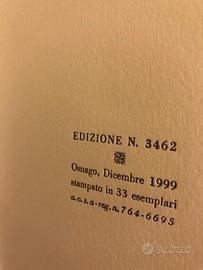 EDIZIONE N. 3462
Osnago, Dicembre 1999
stampato in 33 esemplari
a.c.s.a-reg.n. 764-6695
subito